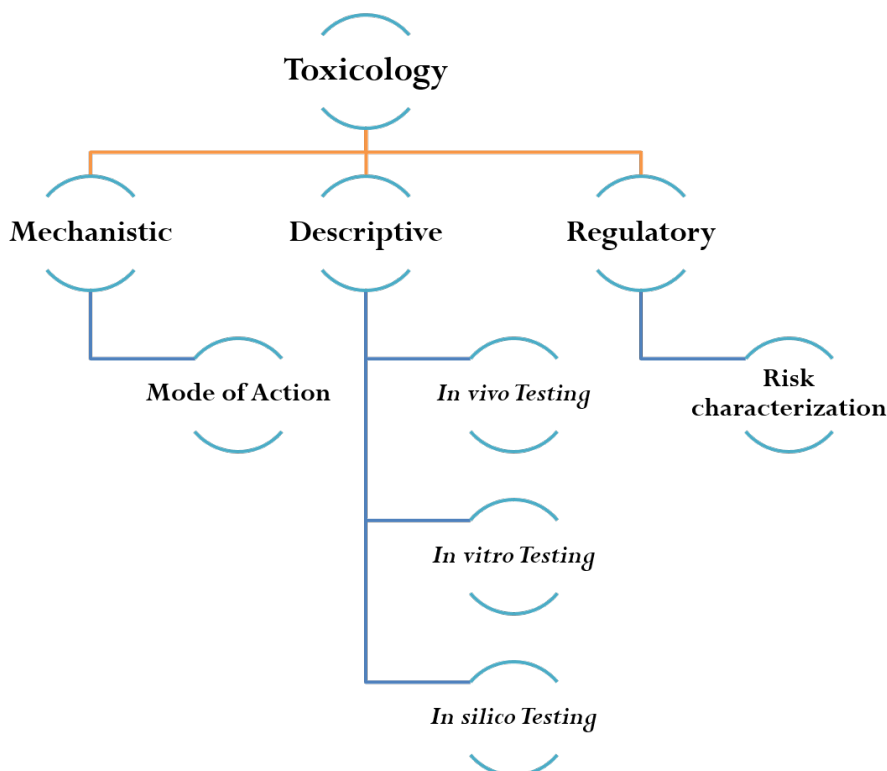 Toxicology
Mechanistic
Descriptive
Regulatory
Mode of Action
In vivo Testing
Risk
characterization
In vitro Testing
In silico Testing